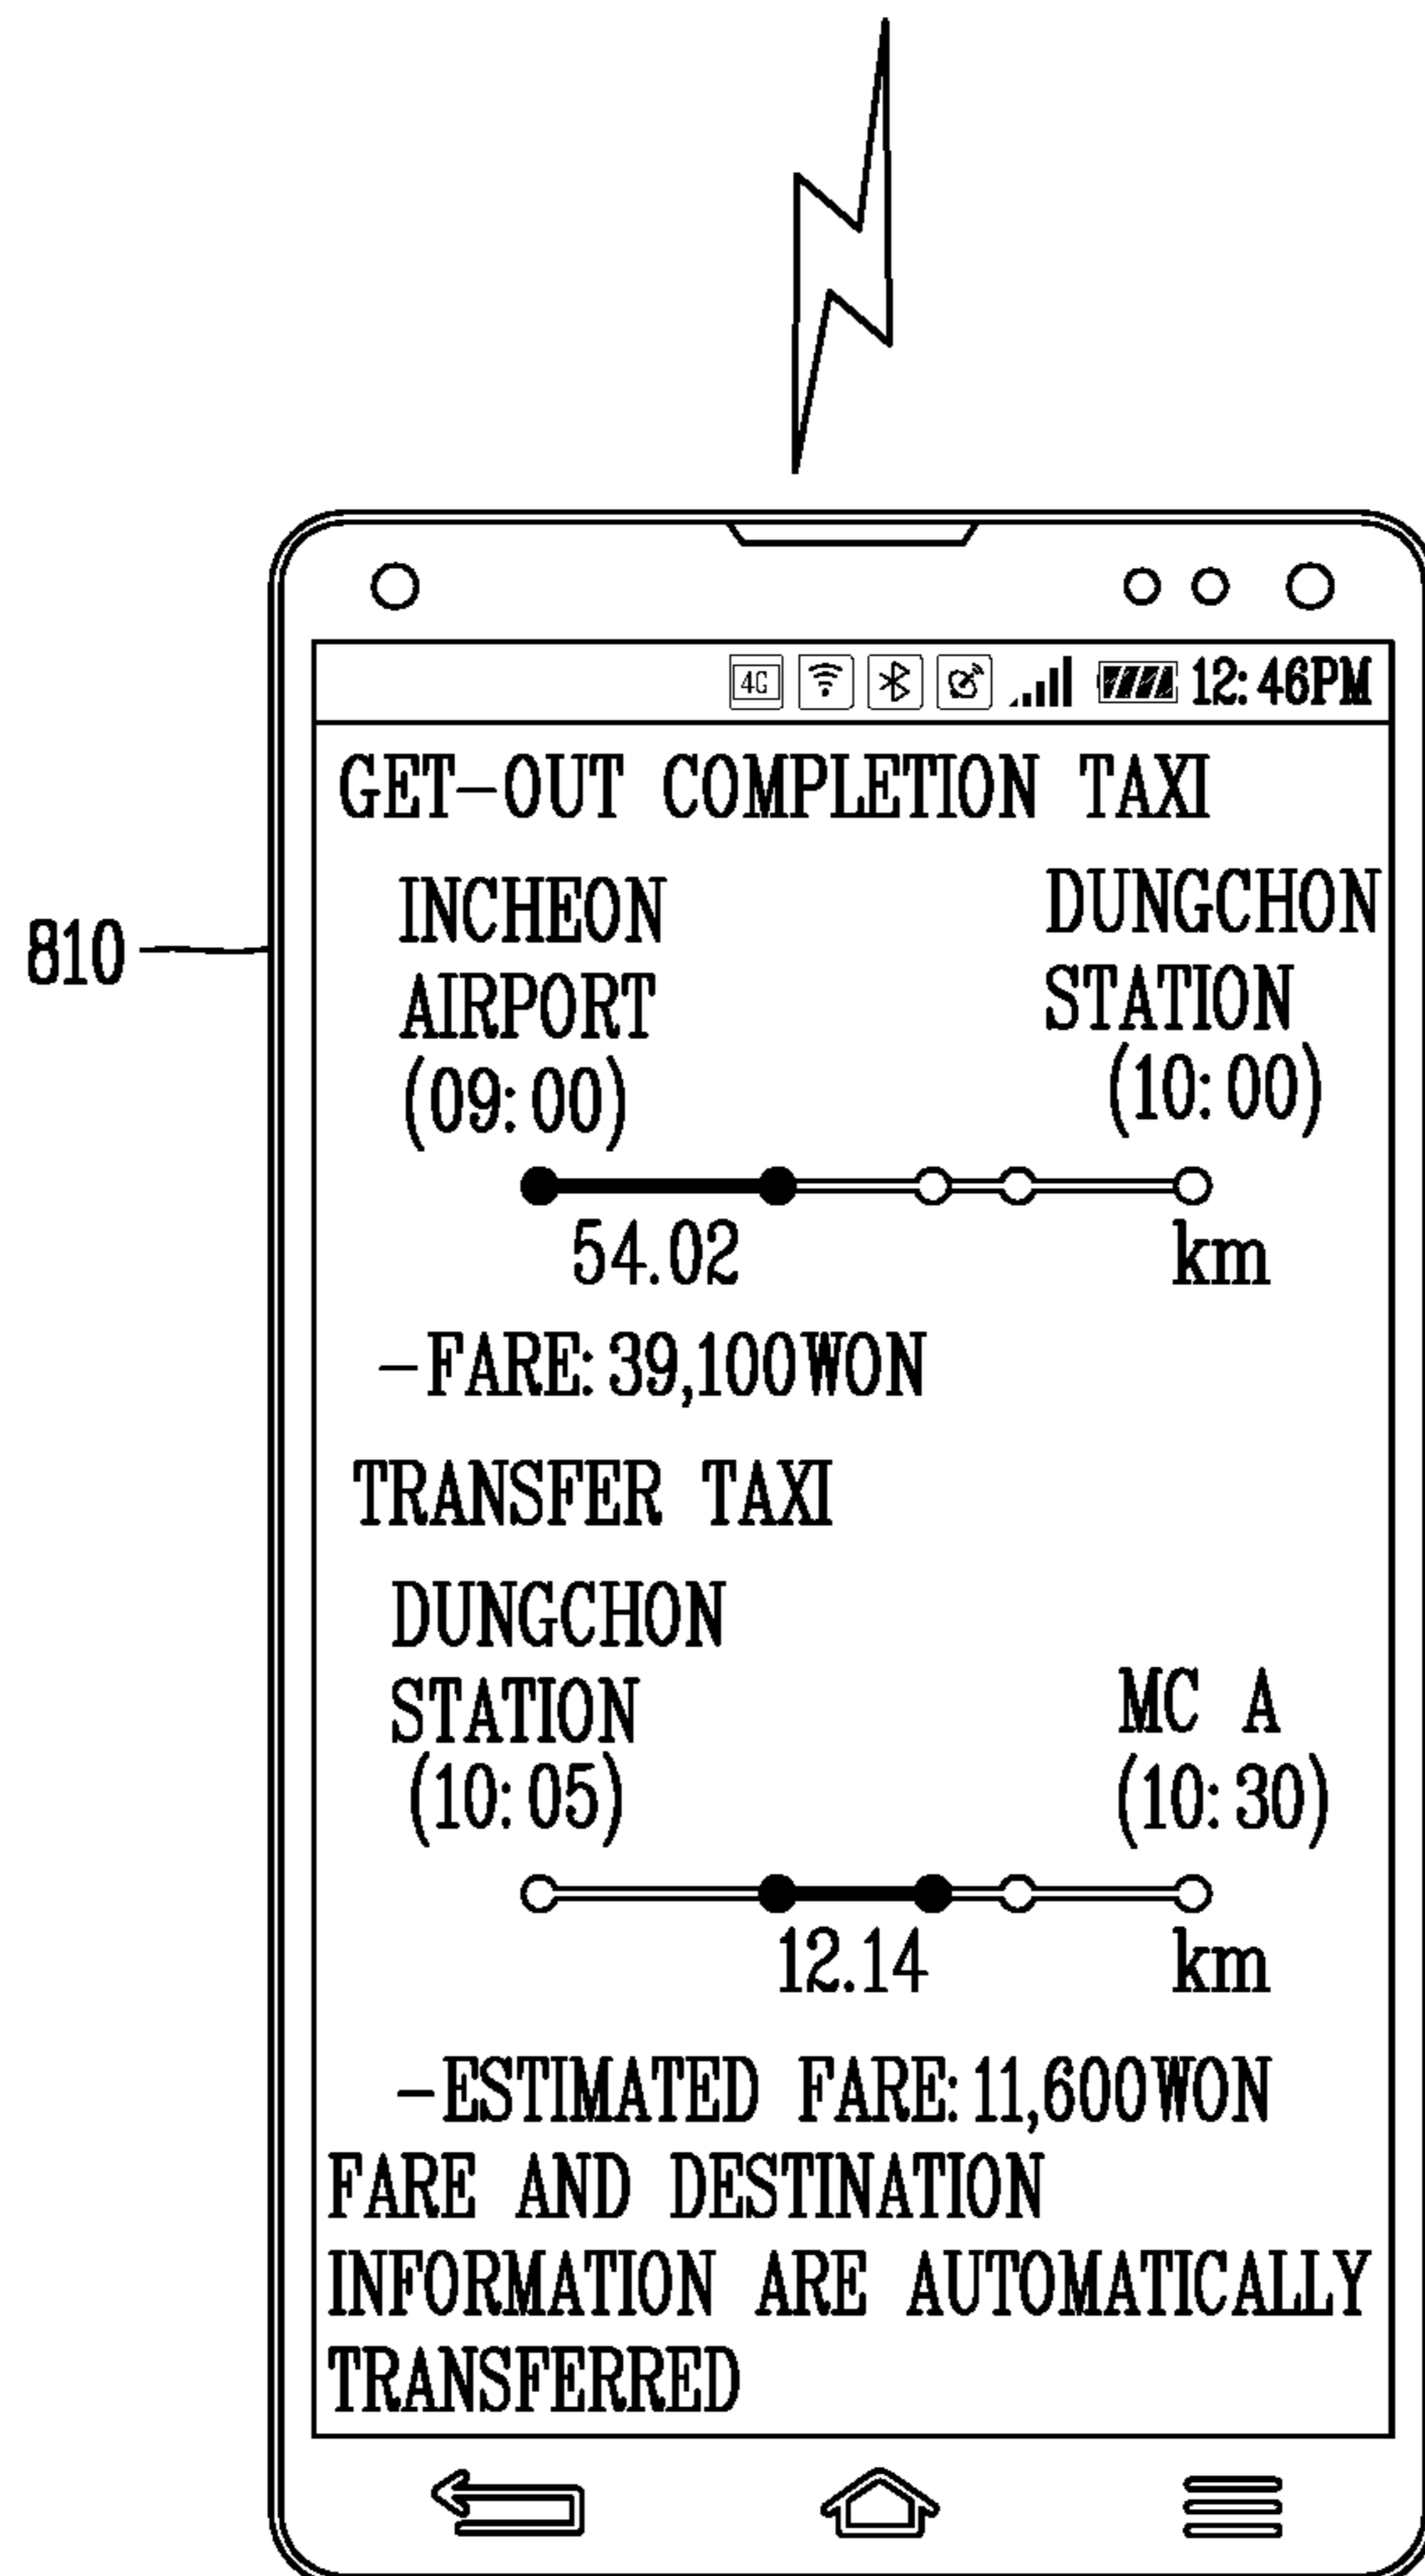 4G 12:46PM
GET-OUT COMPLETION TAXI
INCHEON DUNGCHON
AIRPORT STATION
(09:00) (10:00)
810
54.02 km
-FARE:39,100WON
TRANSFER TAXI
DUNGCHON
STATION MC A
(10:05) (10:30)
12.14 km
-ESTIMATED FARE:11,600WON
FARE AND DESTINATION
INFORMATION ARE AUTOMATICALLY
TRANSFERRED